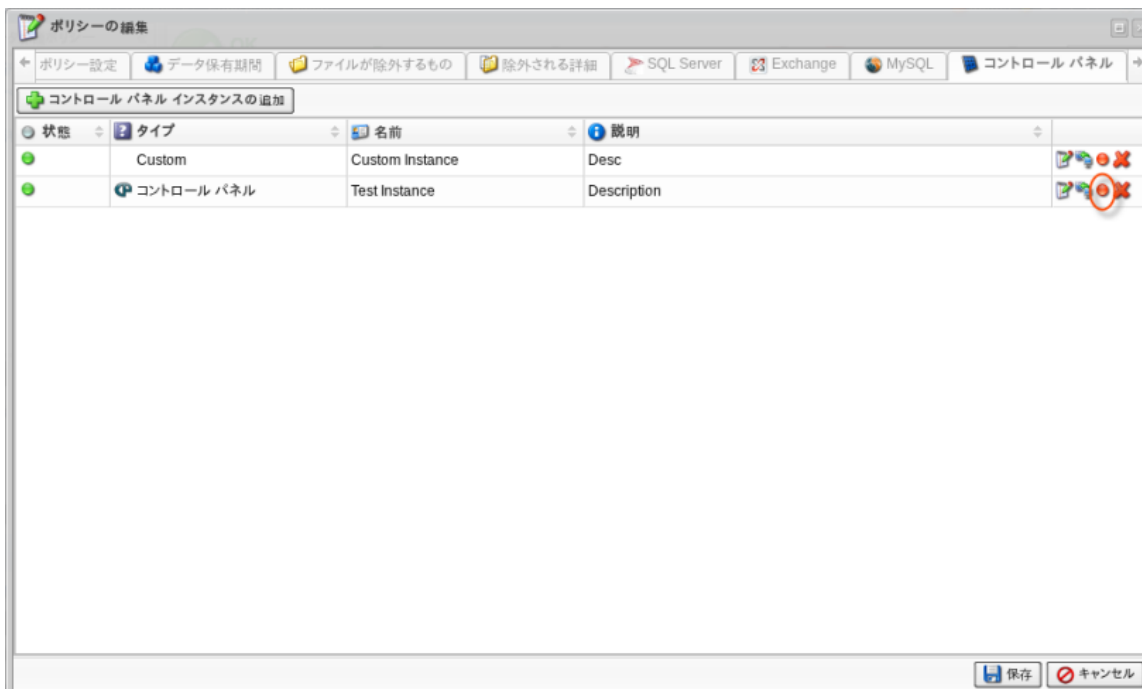 ポリシーの編集
ポリシー設定 データ保有期間 ファイルが除外するもの 除外される詳細 SQL Server Exchange MySQL コントロール パネル
コントロール パネル インスタンスの追加
状態 タイプ 名前 説明
Custom Custom Instance Desc
コントロール パネル Test Instance Description
保存 キャンセル